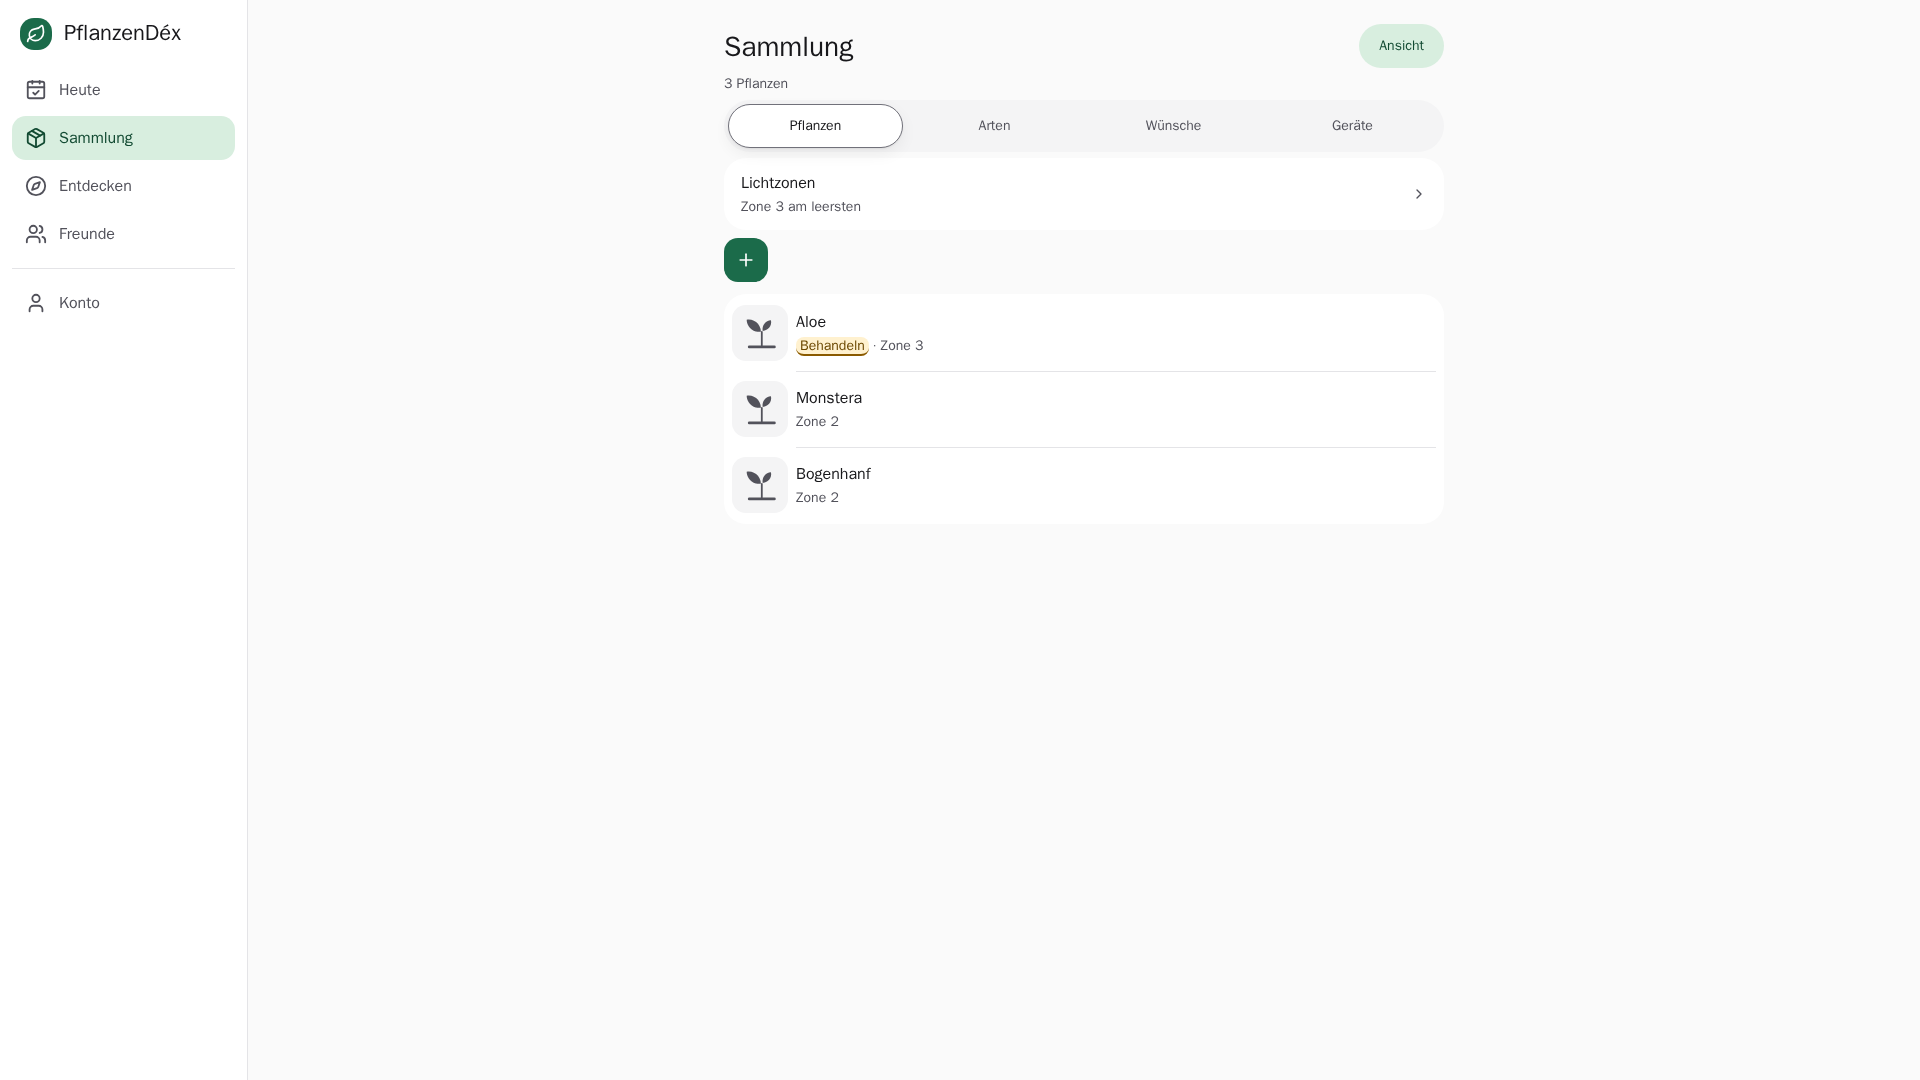 PflanzenDéx
Heute
Sammlung
Entdecken
Freunde
Konto
Sammlung
Ansicht
3 Pflanzen
Pflanzen
Arten
Wünsche
Geräte
Lichtzonen
Zone 3 am leersten
Aloe
Behandeln · Zone 3
Monstera
Zone 2
Bogenhanf
Zone 2